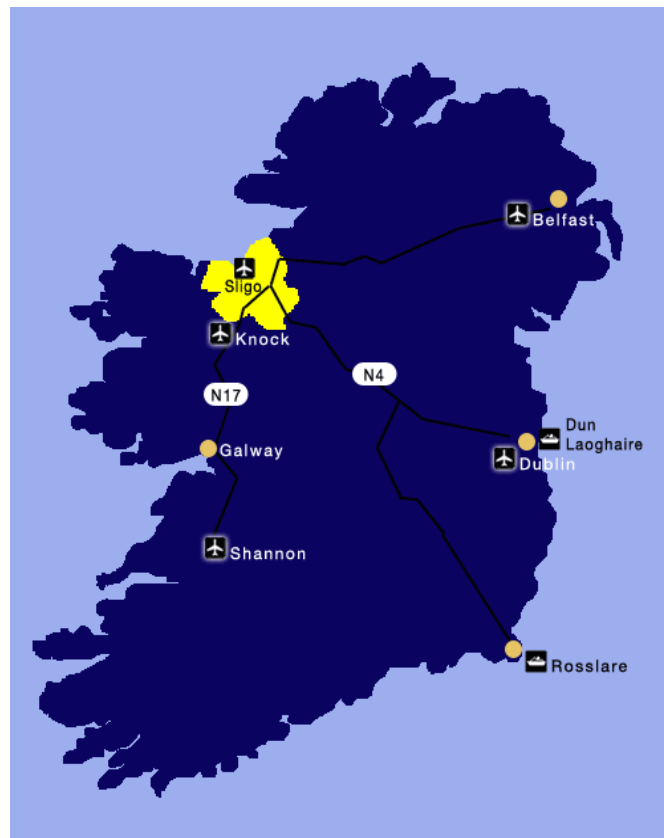 Belfast
Sligo
Knock
N4
N17
Dun
Laoghaire
Galway
Dublin
Shannon
Rosslare